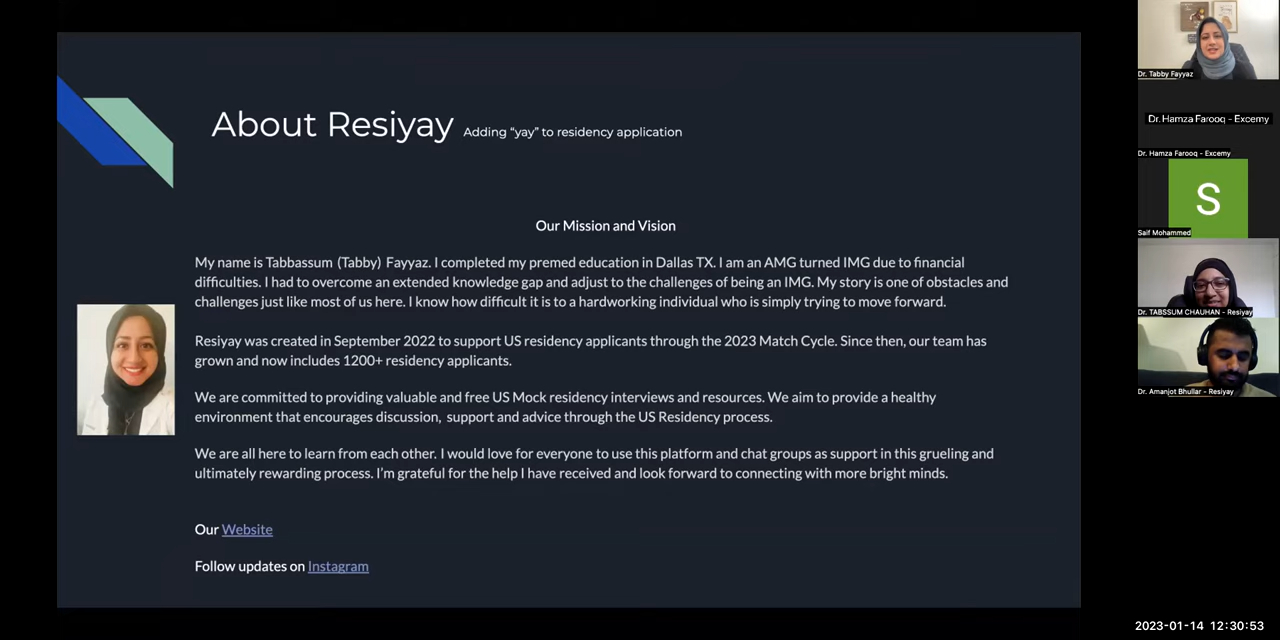 About Resiyay Adding “yay” to residency application
Our Mission and Vision
My name is Tabbassum (Tabby) Fayyaz. I completed my premed education in Dallas TX. I am an AMG turned IMG due to financial
difficulties. I had to overcome an extended knowledge gap and adjust to the challenges of being an IMG. My story is one of obstacles and
challenges just like most of us here. I know how difficult it is to a hardworking individual who is simply trying to move forward.
Resiyay was created in September 2022 to support US residency applicants through the 2023 Match Cycle. Since then, our team has
grown and now includes 1200+ residency applicants.
We are committed to providing valuable and free US Mock residency interviews and resources. We aim to provide a healthy
environment that encourages discussion, support and advice through the US Residency process.
We are all here to learn from each other. I would love for everyone to use this platform and chat groups as support in this grueling and
ultimately rewarding process. I’m grateful for the help I have received and look forward to connecting with more bright minds.
Our Website
Follow updates on Instagram
Dr. Tabby Fayyaz
Dr. Hamza Farooq - Excemy
Dr. Hamza Farooq - Excemy
S
Saif Mohammed
Dr. TABSSUM CHAUHAN - Resiyay
Dr. Amanjot Bhullar - Resiyay
2023-01-14 12:30:53